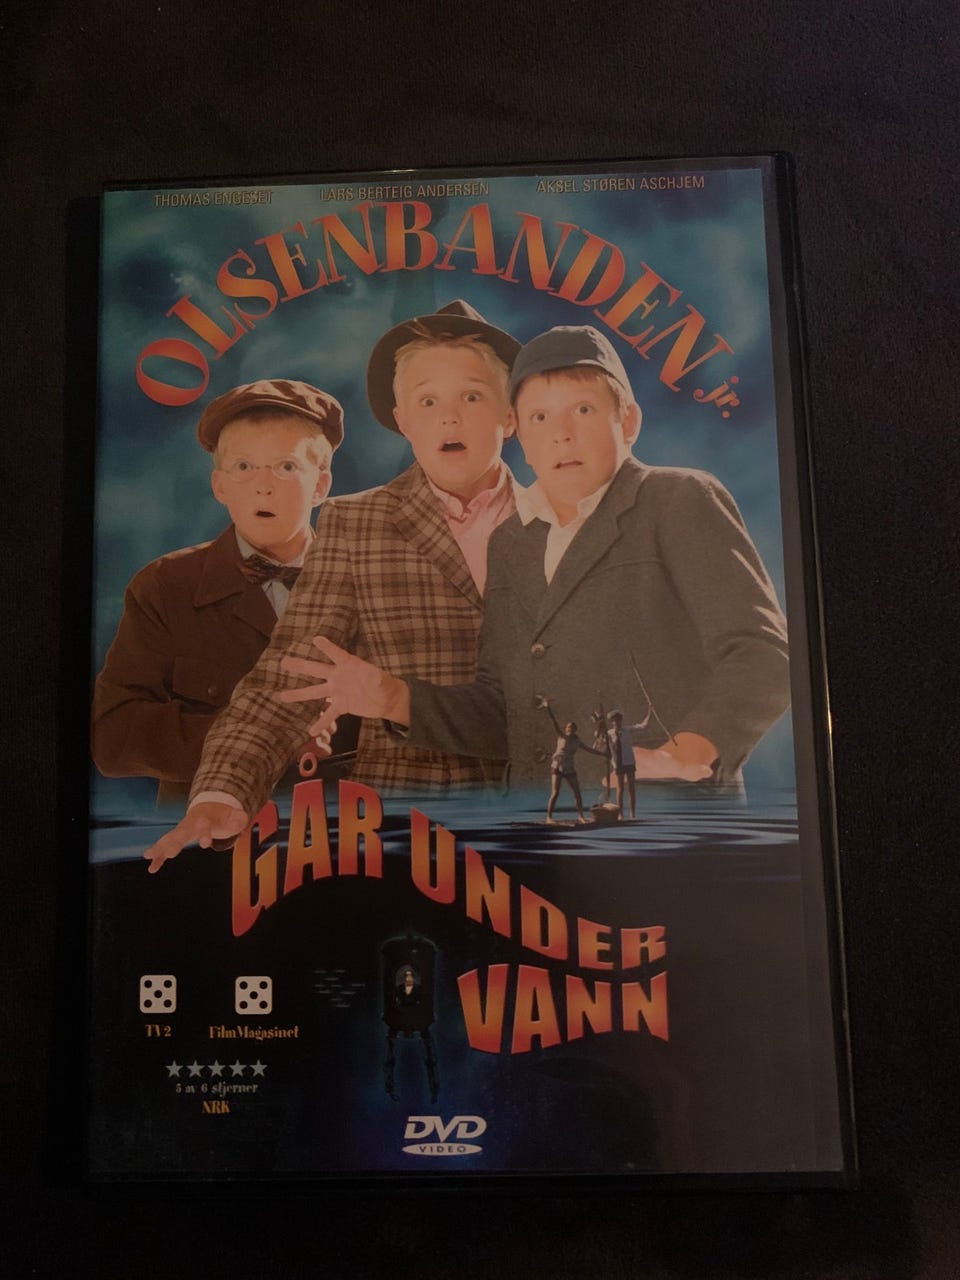 THOMAS ENGESET LARS BERTEIG ANDERSEN AKSEL STØREN ASCHJEM
OLSENBANDEN jr.
GÅR UNDER
VANN
TV2 FilmMagasinet
5 av 6 stjerner
NRK
DVD
VIDEO